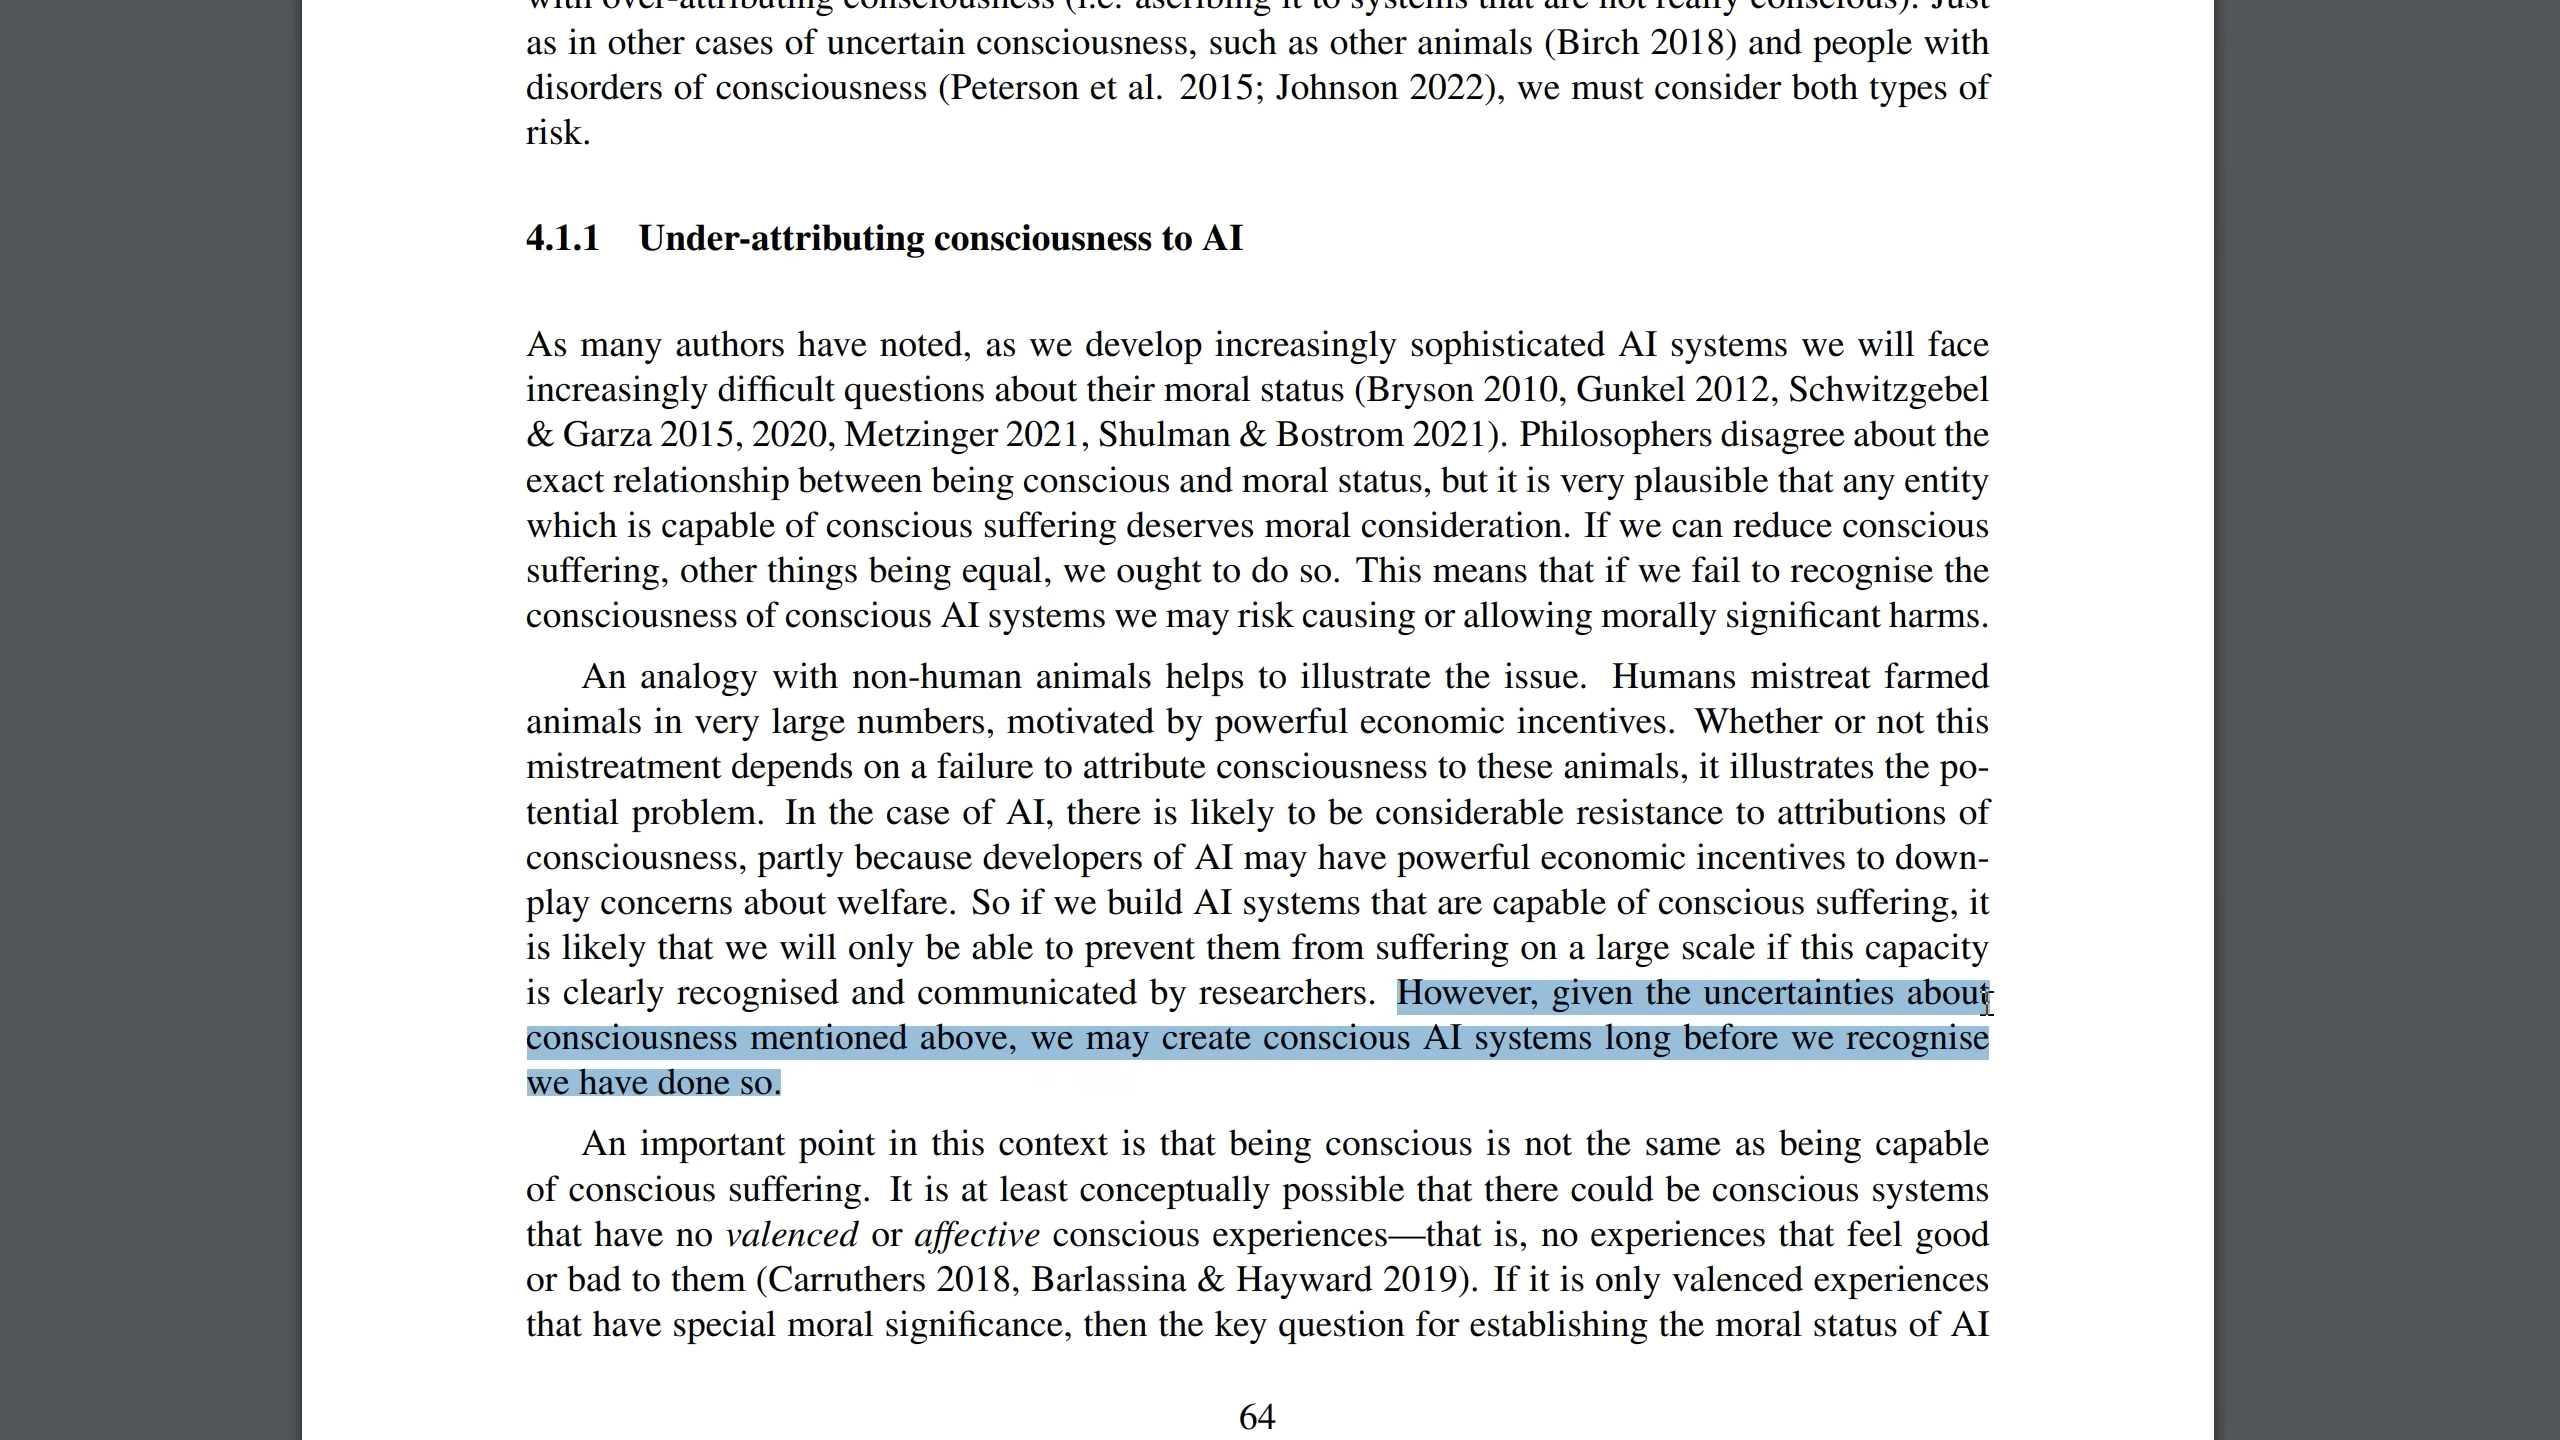 with over-attributing consciousness (i.e. ascribing it to systems that are not really conscious). Just
as in other cases of uncertain consciousness, such as other animals (Birch 2018) and people with
disorders of consciousness (Peterson et al. 2015; Johnson 2022), we must consider both types of
risk.
4.1.1 Under-attributing consciousness to AI
As many authors have noted, as we develop increasingly sophisticated AI systems we will face
increasingly difficult questions about their moral status (Bryson 2010, Gunkel 2012, Schwitzgebel
& Garza 2015, 2020, Metzinger 2021, Shulman & Bostrom 2021). Philosophers disagree about the
exact relationship between being conscious and moral status, but it is very plausible that any entity
which is capable of conscious suffering deserves moral consideration. If we can reduce conscious
suffering, other things being equal, we ought to do so. This means that if we fail to recognise the
consciousness of conscious AI systems we may risk causing or allowing morally significant harms.
An analogy with non-human animals helps to illustrate the issue. Humans mistreat farmed
animals in very large numbers, motivated by powerful economic incentives. Whether or not this
mistreatment depends on a failure to attribute consciousness to these animals, it illustrates the po-
tential problem. In the case of AI, there is likely to be considerable resistance to attributions of
consciousness, partly because developers of AI may have powerful economic incentives to down-
play concerns about welfare. So if we build AI systems that are capable of conscious suffering, it
is likely that we will only be able to prevent them from suffering on a large scale if this capacity
is clearly recognised and communicated by researchers. However, given the uncertainties about
consciousness mentioned above, we may create conscious AI systems long before we recognise
we have done so.
An important point in this context is that being conscious is not the same as being capable
of conscious suffering. It is at least conceptually possible that there could be conscious systems
that have no valenced or affective conscious experiences—that is, no experiences that feel good
or bad to them (Carruthers 2018, Barlassina & Hayward 2019). If it is only valenced experiences
that have special moral significance, then the key question for establishing the moral status of AI
64